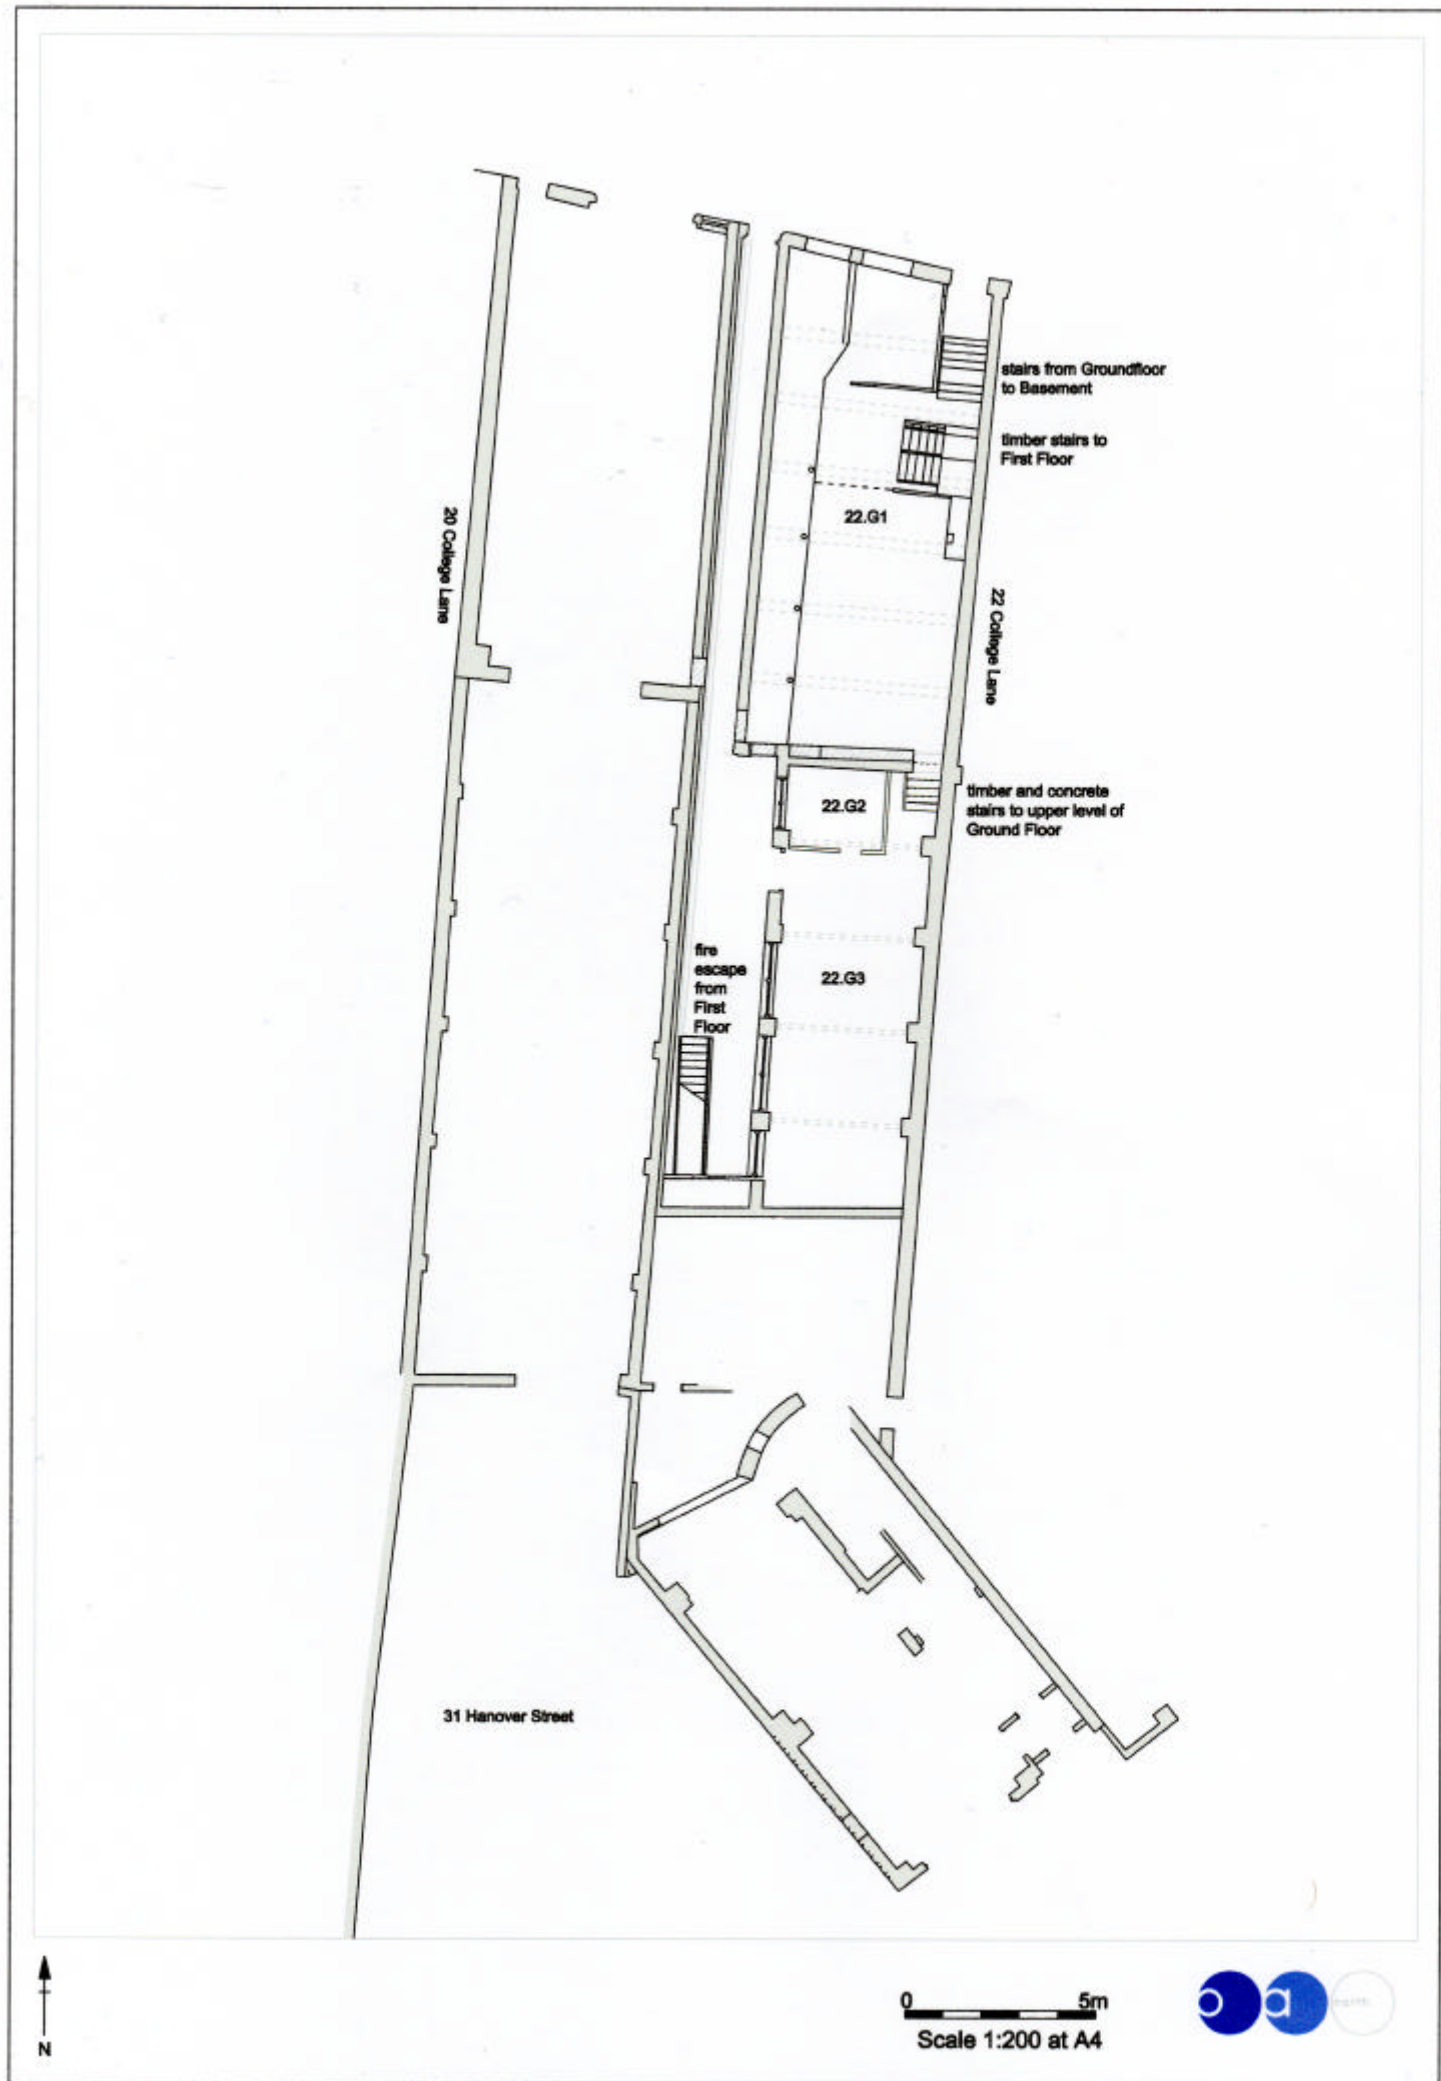 stairs from Groundfloor
to Basement
timber stairs to
First Floor
20 College Lane
22.G1
22 College Lane
22.G2
timber and concrete
stairs to upper level of
Ground Floor
fire
escape
from
First
Floor
22.G3
31 Hanover Street
N
0 5m
Scale 1:200 at A4
o a north